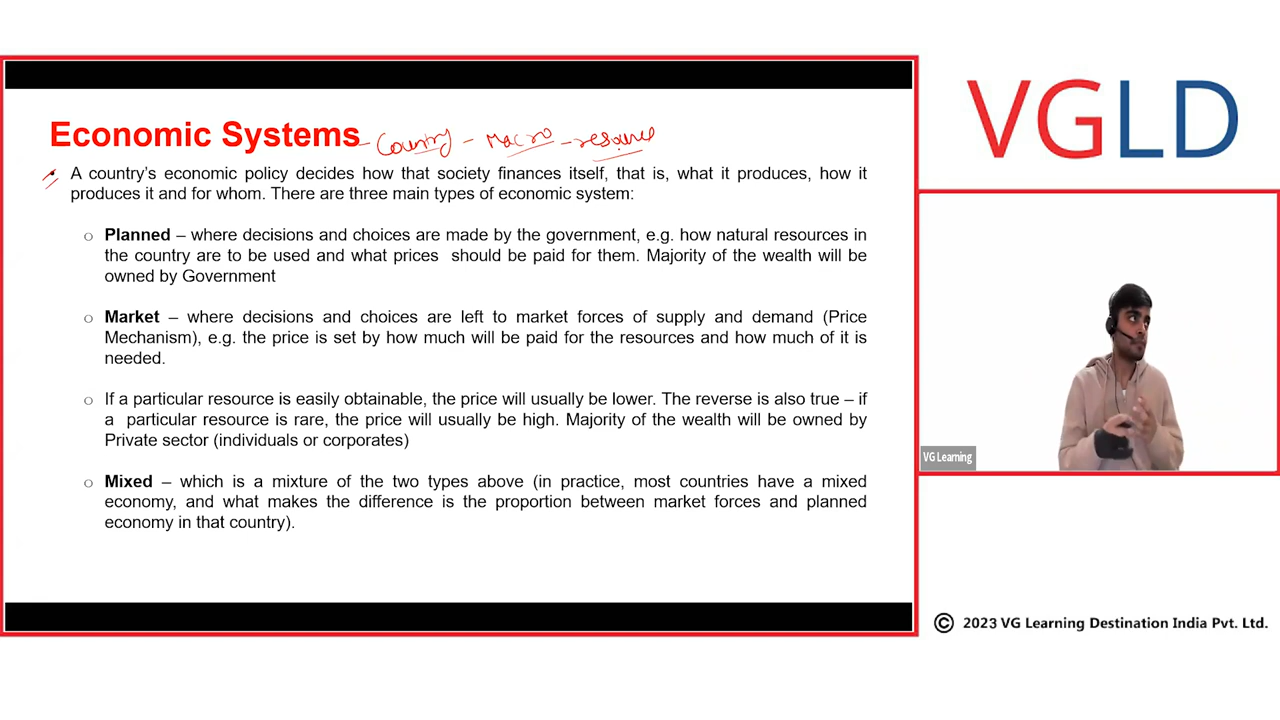 Economic Systems - Country - Macro - resource
A country's economic policy decides how that society finances itself, that is, what it produces, how it
produces it and for whom. There are three main types of economic system:
o Planned – where decisions and choices are made by the government, e.g. how natural resources in
the country are to be used and what prices should be paid for them. Majority of the wealth will be
owned by Government
o Market – where decisions and choices are left to market forces of supply and demand (Price
Mechanism), e.g. the price is set by how much will be paid for the resources and how much of it is
needed.
o If a particular resource is easily obtainable, the price will usually be lower. The reverse is also true – if
a particular resource is rare, the price will usually be high. Majority of the wealth will be owned by
Private sector (individuals or corporates)
o Mixed – which is a mixture of the two types above (in practice, most countries have a mixed
economy, and what makes the difference is the proportion between market forces and planned
economy in that country).
VGLD
VG Learning
© 2023 VG Learning Destination India Pvt. Ltd.